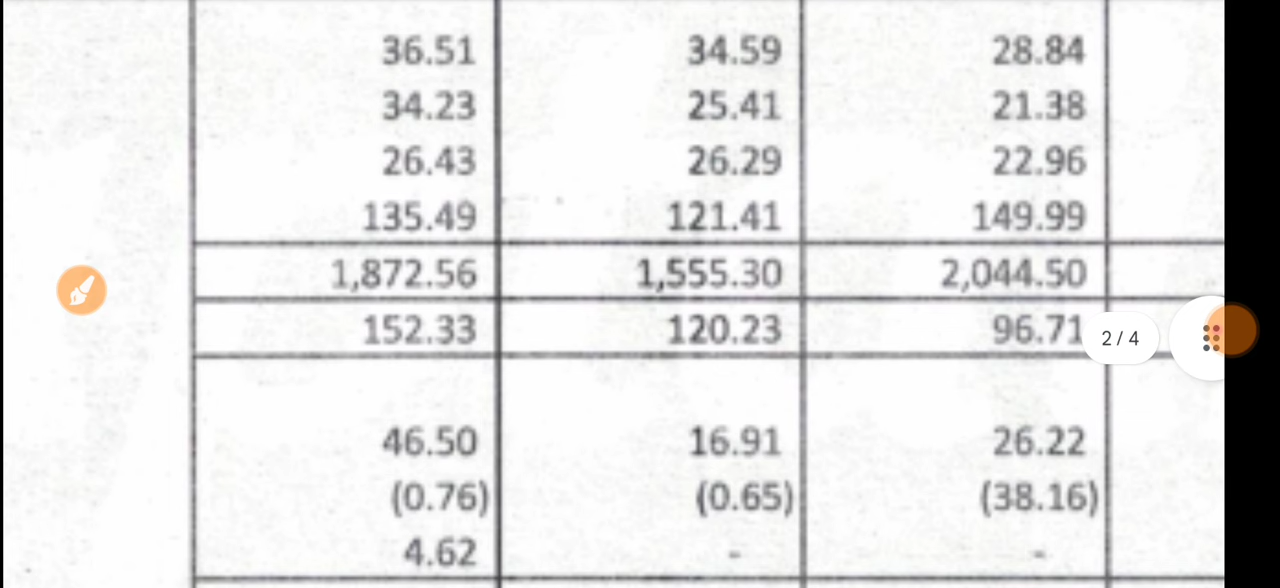 36.51 34.59 28.84
34.23 25.41 21.38
26.43 26.29 22.96
135.49 121.41 149.99
1,872.56 1,555.30 2,044.50
152.33 120.23 96.71
2 / 4
46.50 16.91 26.22
(0.76) (0.65) (38.16)
4.62 - -